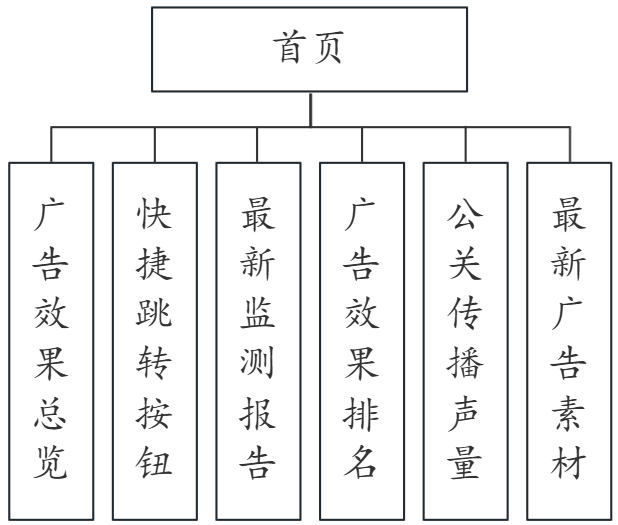 首页
广告效果总览
快捷跳转按钮
最新监测报告
广告效果排名
公关传播声量
最新广告素材